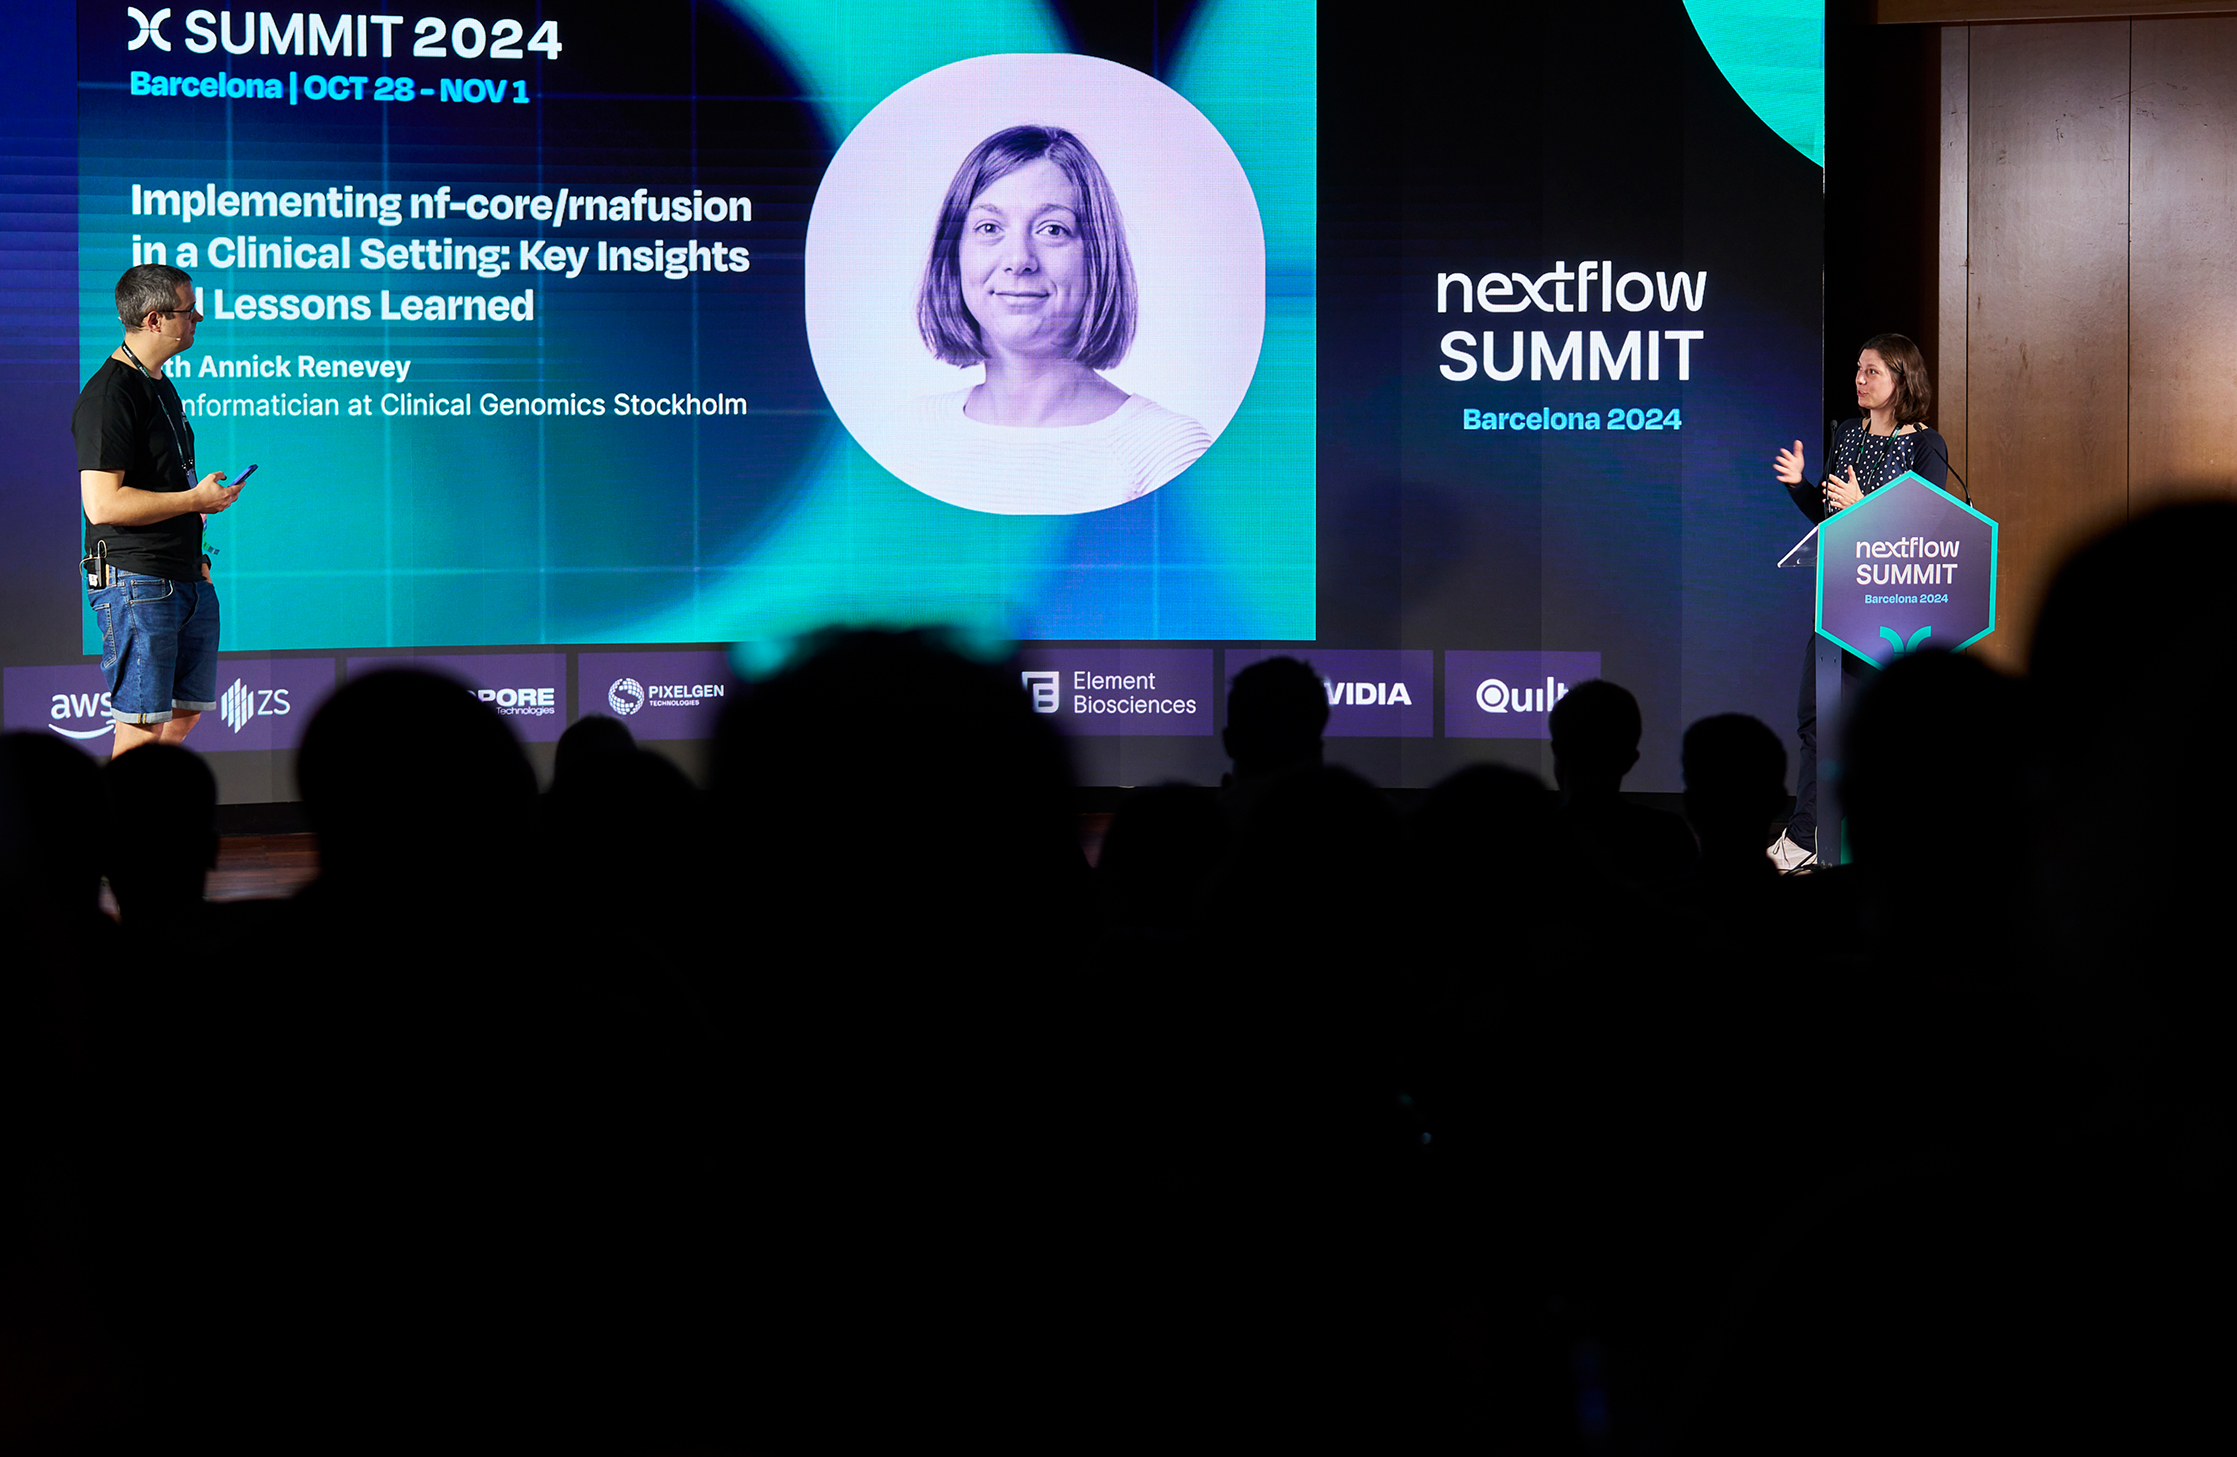 SUMMIT 2024
Barcelona | OCT 28 - NOV 1
Implementing nf-core/rnafusion
in a Clinical Setting: Key Insights
Lessons Learned
Annick Renevey
nformatician at Clinical Genomics Stockholm
nextflow
SUMMIT
Barcelona 2024
nextflow
SUMMIT
Barcelona 2024
aws
ZS
PORE
Technologies
PIXELGEN
TECHNOLOGIES
Element
Biosciences
VIDIA
Quilt